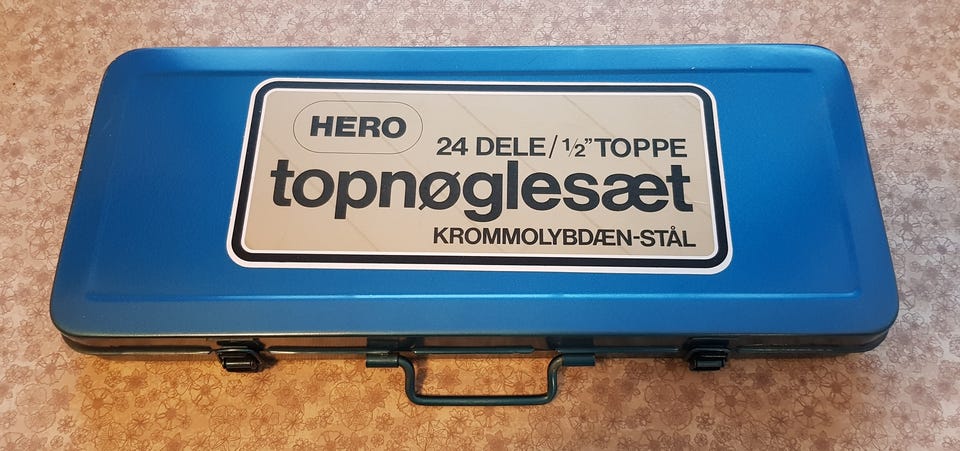 HERO
24 DELE/½" TOPPE
topnøglesæt
KROMMOLYBDÆN-STÅL